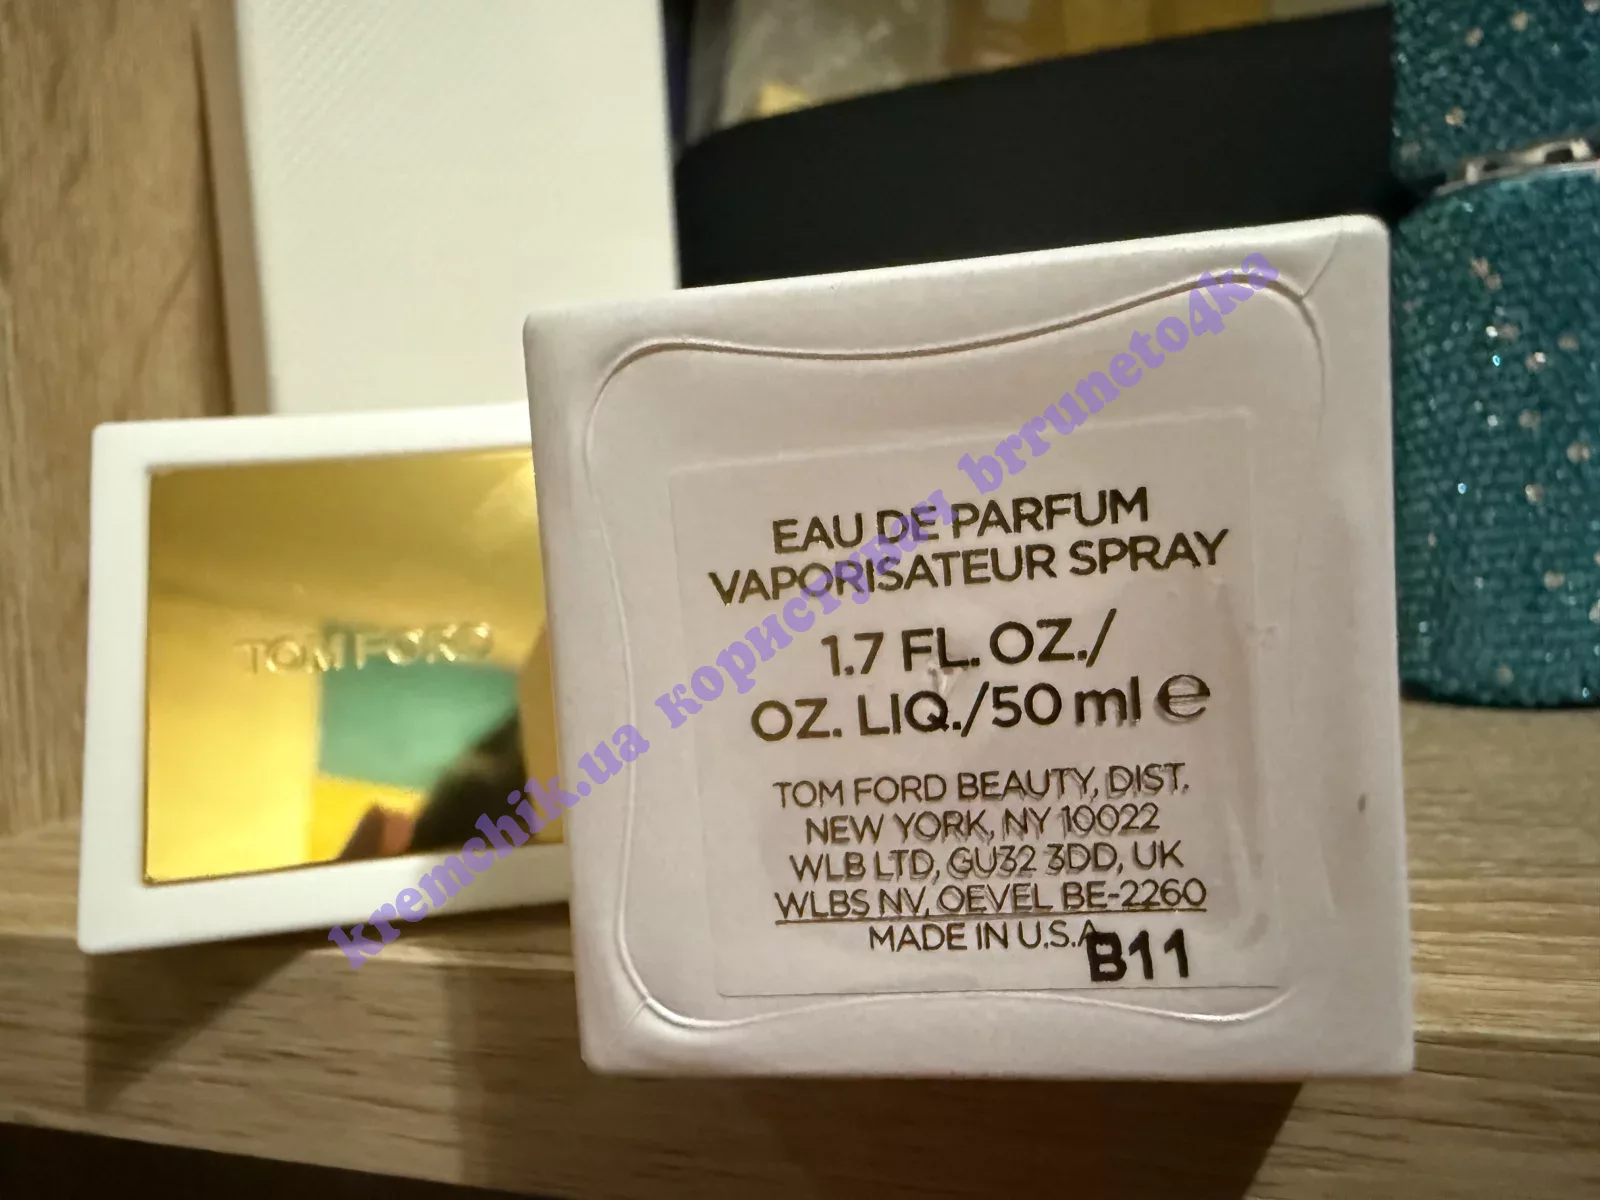 TOM FORD
EAU DE PARFUM
VAPORISATEUR SPRAY
1.7 FL. OZ./
OZ. LIQ./50 ml ℮
TOM FORD BEAUTY, DIST.
NEW YORK, NY 10022
WLB LTD, GU32 3DD, UK
WLBS NV, OEVEL BE-2260
MADE IN U.S.A.
B11
kremchik.ua користувач brruneto4ka